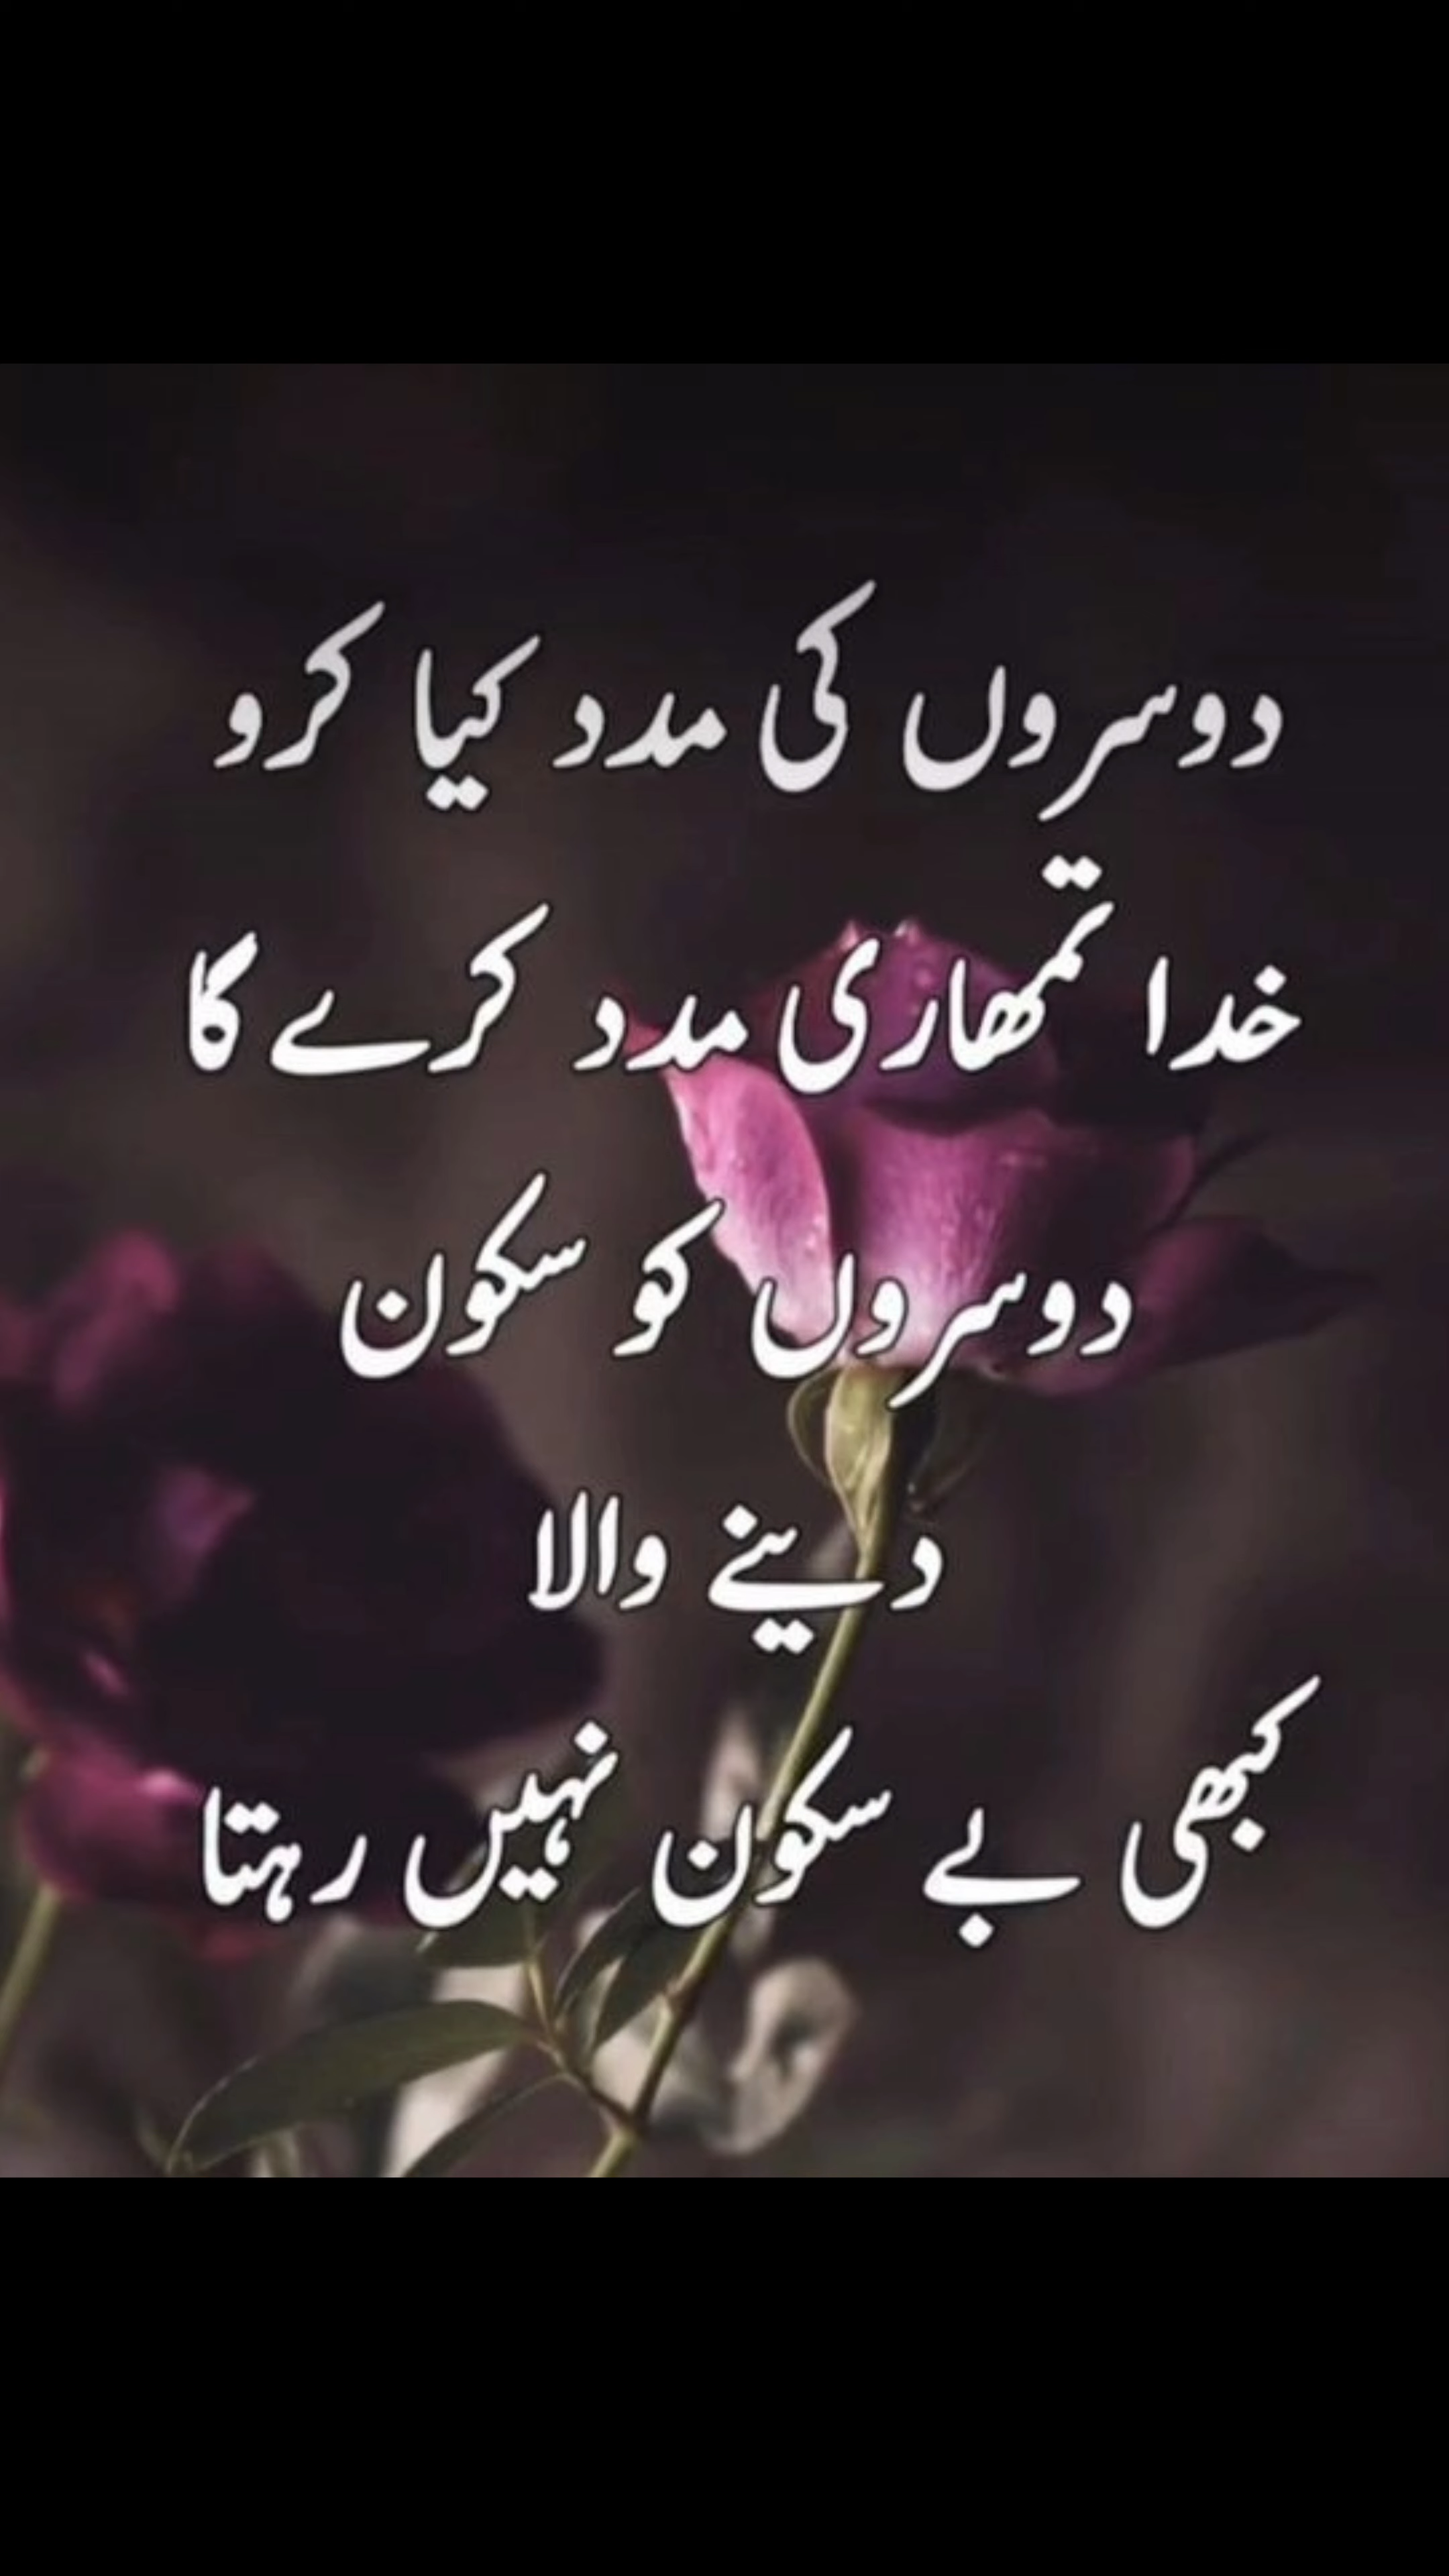 دوسروں کی مدد کیا کرو
خدا تمھاری مدد کرے گا
دوسروں کو سکون
دینے والا
کبھی بے سکون نہیں رہتا